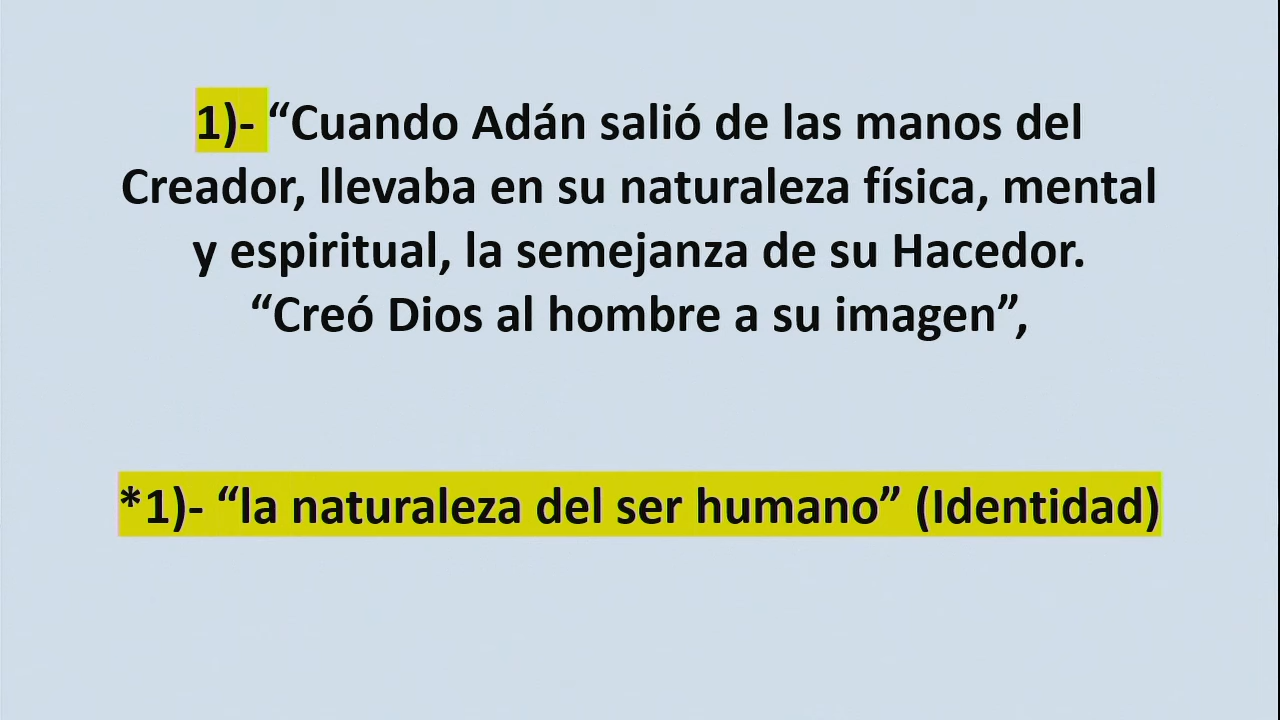 1)- “Cuando Adán salió de las manos del
Creador, llevaba en su naturaleza física, mental
y espiritual, la semejanza de su Hacedor.
“Creó Dios al hombre a su imagen”,
*1)- “la naturaleza del ser humano” (Identidad)